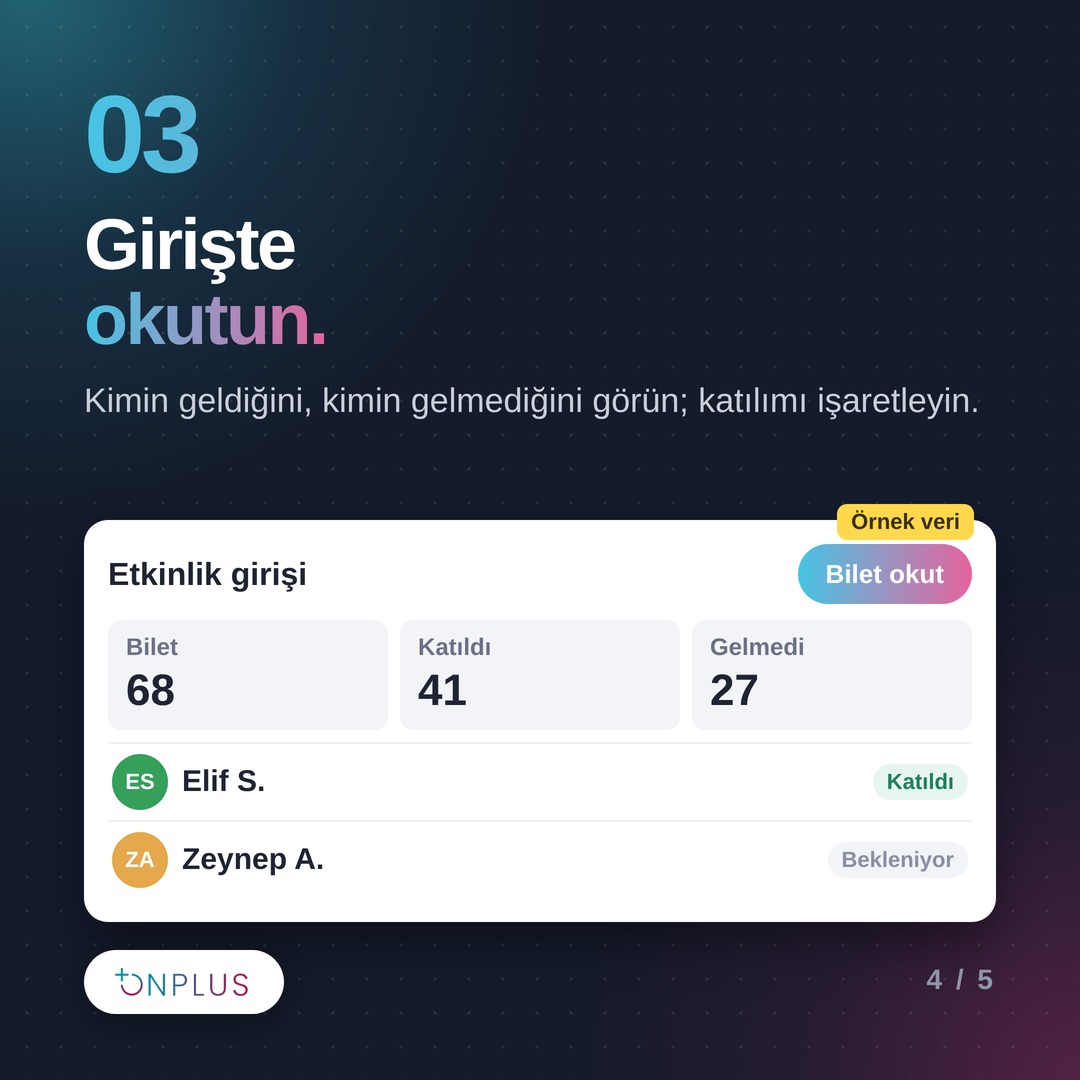 03
Girişte
okutun.
Kimin geldiğini, kimin gelmediğini görün; katılımı işaretleyin.
Örnek veri
Etkinlik girişi
Bilet okut
Bilet
68
Katıldı
41
Gelmedi
27
ES
Elif S.
Katıldı
ZA
Zeynep A.
Bekleniyor
ONPLUS
4 / 5